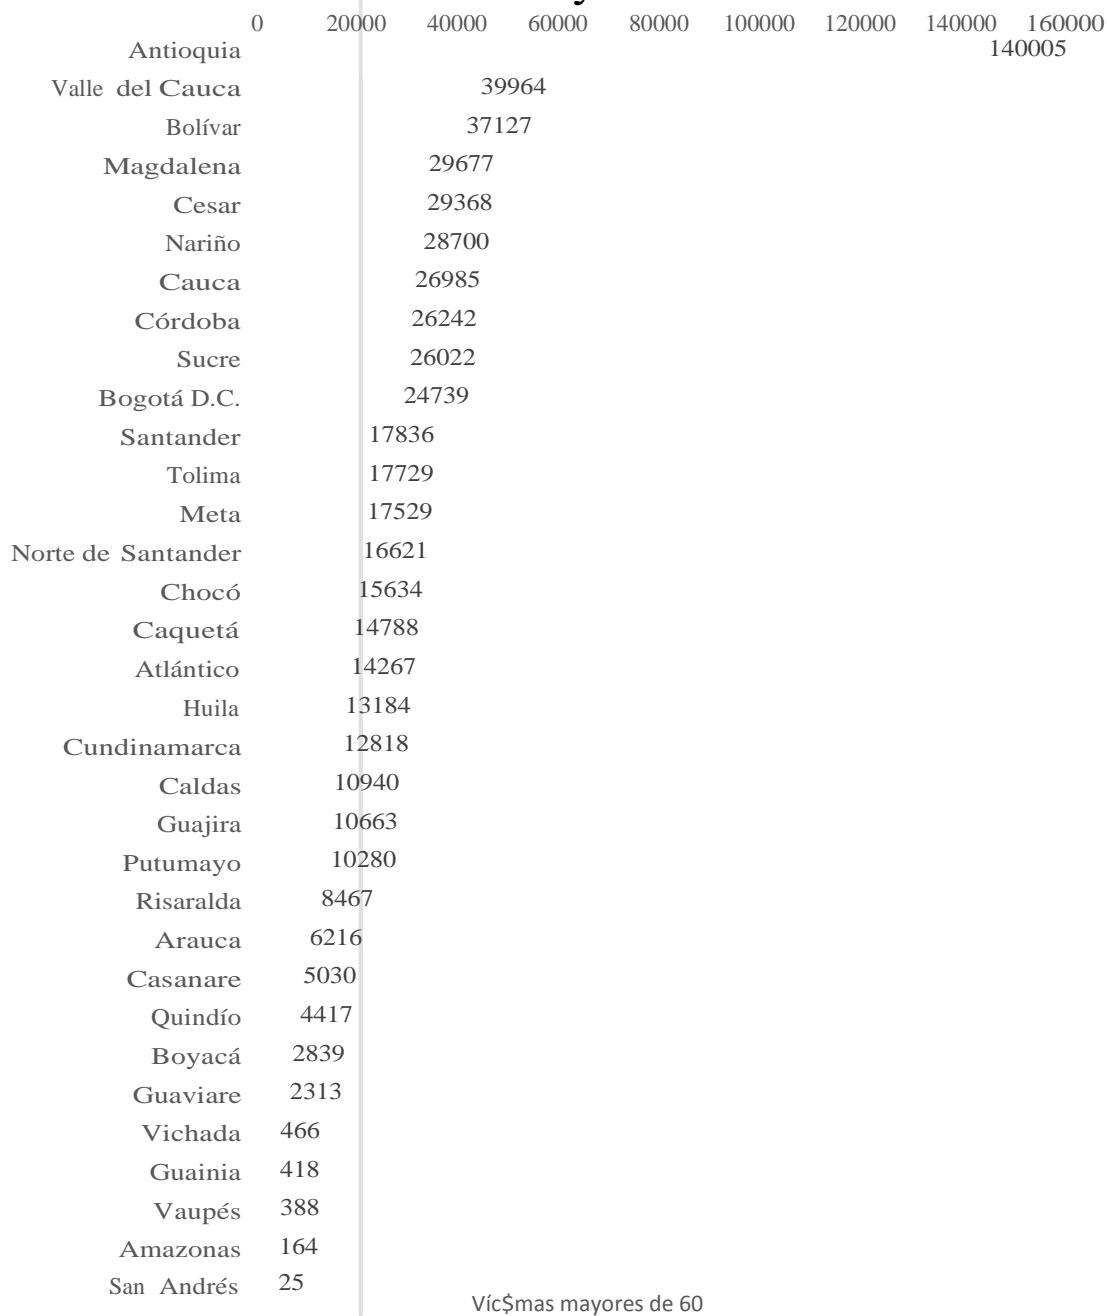 0 20000 40000 60000 80000 100000 120000 140000 160000
Antioquia 140005
Valle del Cauca 39964
Bolívar 37127
Magdalena 29677
Cesar 29368
Nariño 28700
Cauca 26985
Córdoba 26242
Sucre 26022
Bogotá D.C. 24739
Santander 17836
Tolima 17729
Meta 17529
Norte de Santander 16621
Chocó 15634
Caquetá 14788
Atlántico 14267
Huila 13184
Cundinamarca 12818
Caldas 10940
Guajira 10663
Putumayo 10280
Risaralda 8467
Arauca 6216
Casanare 5030
Quindío 4417
Boyacá 2839
Guaviare 2313
Vichada 466
Guainia 418
Vaupés 388
Amazonas 164
San Andrés 25
Víc$mas mayores de 60